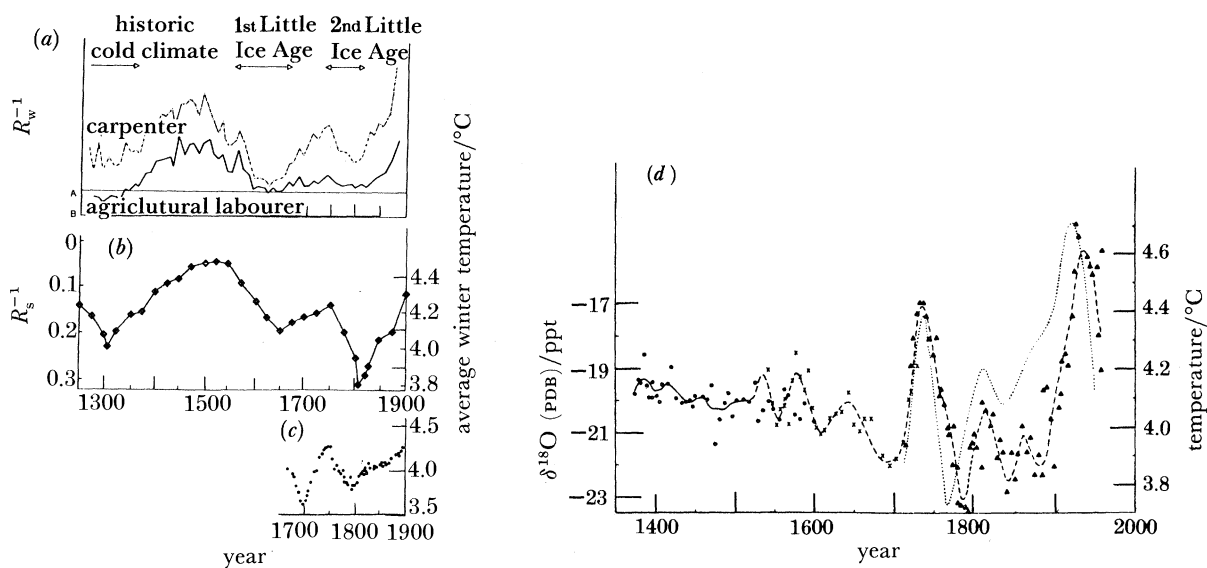 (a)
historic
cold climate
1st Little
Ice Age
2nd Little
Ice Age
R_w^-1
carpenter
A
B
agriclutural labourer
(b)
R_s^-1
0
0.1
0.2
0.3
4.4
4.2
4.0
3.8
1300 1500 1700 1900
average winter temperature/°C
(c)
4.5
4.0
3.5
1700 1800 1900
year
(d)
δ18O (PDB)/ppt
−17
−19
−21
−23
4.6
4.4
4.2
4.0
3.8
temperature/°C
1400 1600 1800 2000
year